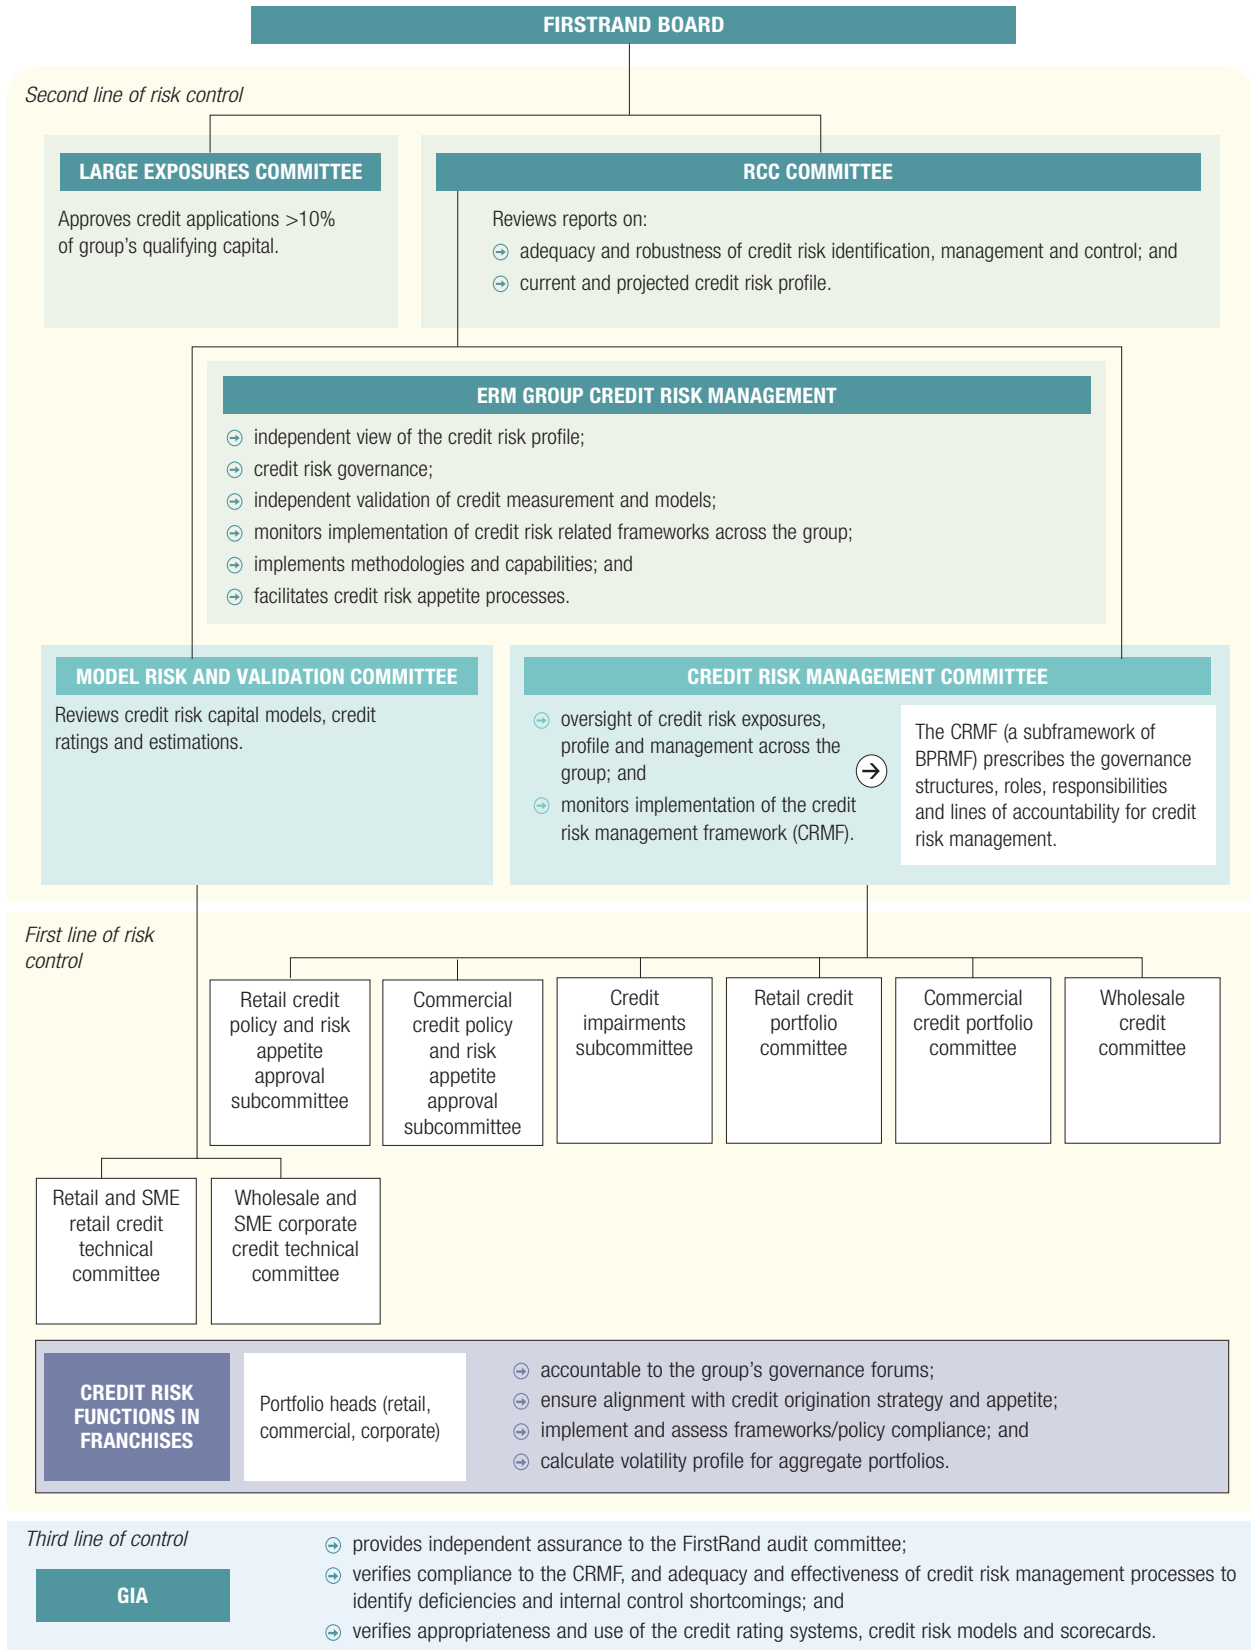 FIRSTRAND BOARD
Second line of risk control
LARGE EXPOSURES COMMITTEE
Approves credit applications >10%
of group’s qualifying capital.
RCC COMMITTEE
Reviews reports on:
adequacy and robustness of credit risk identification, management and control; and
current and projected credit risk profile.
ERM GROUP CREDIT RISK MANAGEMENT
independent view of the credit risk profile;
credit risk governance;
independent validation of credit measurement and models;
monitors implementation of credit risk related frameworks across the group;
implements methodologies and capabilities; and
facilitates credit risk appetite processes.
MODEL RISK AND VALIDATION COMMITTEE
Reviews credit risk capital models, credit
ratings and estimations.
CREDIT RISK MANAGEMENT COMMITTEE
oversight of credit risk exposures,
profile and management across the
group; and
monitors implementation of the credit
risk management framework (CRMF).
The CRMF (a subframework of
BPRMF) prescribes the governance
structures, roles, responsibilities
and lines of accountability for credit
risk management.
First line of risk
control
Retail credit
policy and risk
appetite
approval
subcommittee
Commercial
credit policy
and risk
appetite
approval
subcommittee
Credit
impairments
subcommittee
Retail credit
portfolio
committee
Commercial
credit portfolio
committee
Wholesale
credit
committee
Retail and SME
retail credit
technical
committee
Wholesale and
SME corporate
credit technical
committee
CREDIT RISK
FUNCTIONS IN
FRANCHISES
Portfolio heads (retail,
commercial, corporate)
accountable to the group’s governance forums;
ensure alignment with credit origination strategy and appetite;
implement and assess frameworks/policy compliance; and
calculate volatility profile for aggregate portfolios.
Third line of control
GIA
provides independent assurance to the FirstRand audit committee;
verifies compliance to the CRMF, and adequacy and effectiveness of credit risk management processes to
identify deficiencies and internal control shortcomings; and
verifies appropriateness and use of the credit rating systems, credit risk models and scorecards.